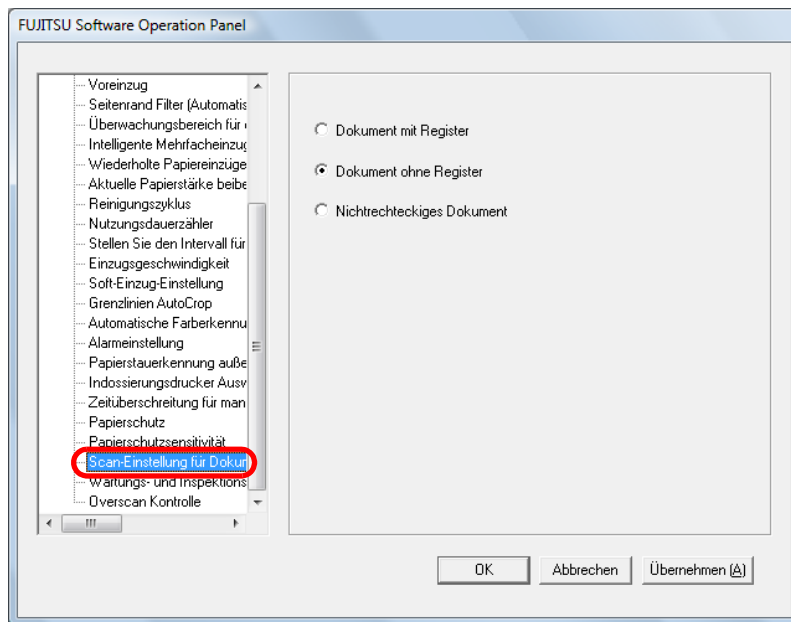 FUJITSU Software Operation Panel
Voreinzug
Seitenrand Filter (Automatis
Überwachungsbereich für
Intelligente Mehrfacheinzug
Wiederholte Papiereinzüge
Aktuelle Papierstärke beibe
Reinigungszyklus
Nutzungsdauerzähler
Stellen Sie den Intervall für
Einzugsgeschwindigkeit
Soft-Einzug-Einstellung
Grenzlinien AutoCrop
Automatische Farberkennu
Alarmeinstellung
Papierstauerkennung auße
Indossierungsdrucker Ausw
Zeitüberschreitung für man
Papierschutz
Papierschutzsensitivität
Scan-Einstellung für Dokum
Wartungs- und Inspektions
Overscan Kontrolle
Dokument mit Register
Dokument ohne Register
Nichtrechteckiges Dokument
OK
Abbrechen
Übernehmen (A)